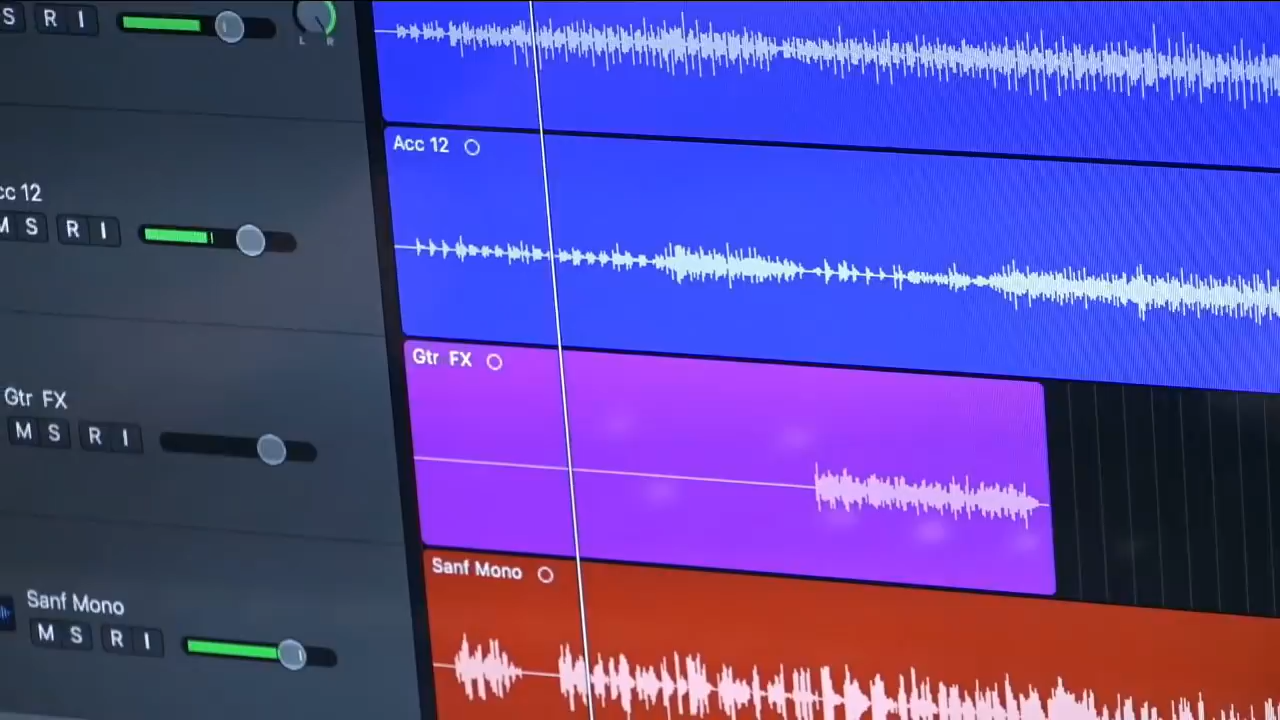 S R I
L R
Acc 12
cc 12
M S R I
Gtr FX
Gtr FX
M S R I
Sanf Mono
Sanf Mono
M S R I